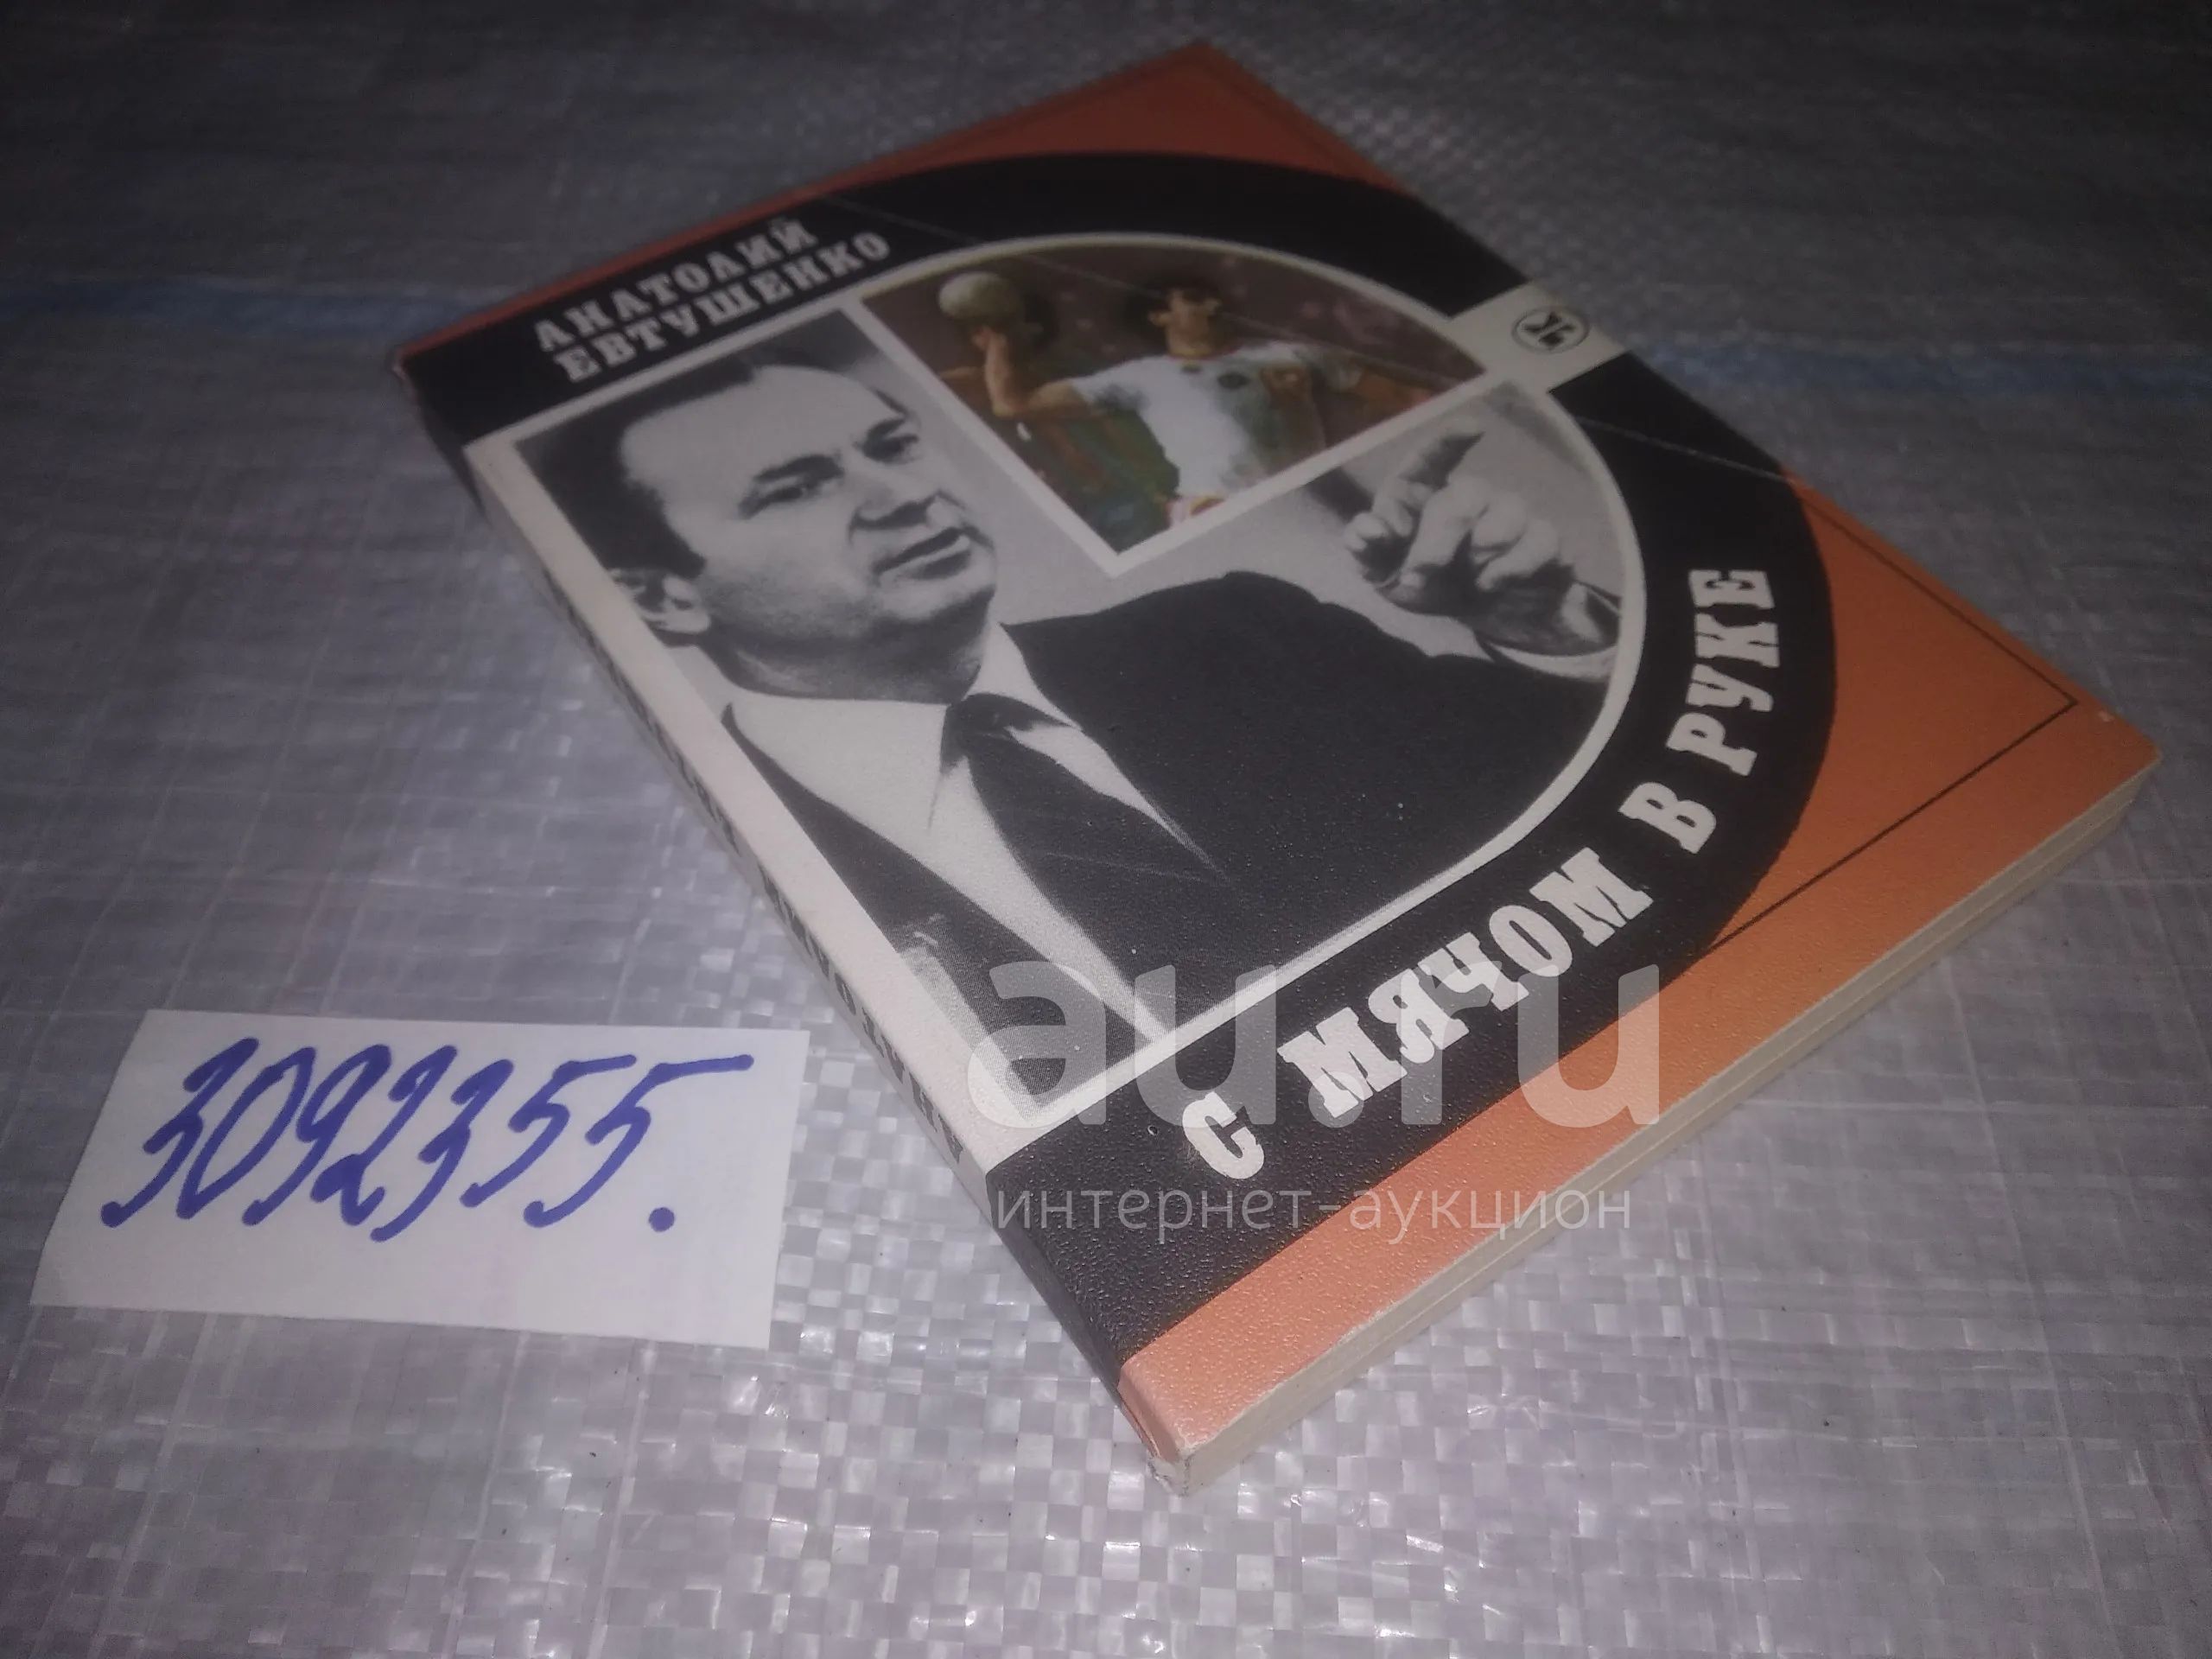 АНАТОЛИЙ
ЕВТУШЕНКО
С МЯЧОМ В РУКЕ
3092355.
au.ru
интернет-аукцион